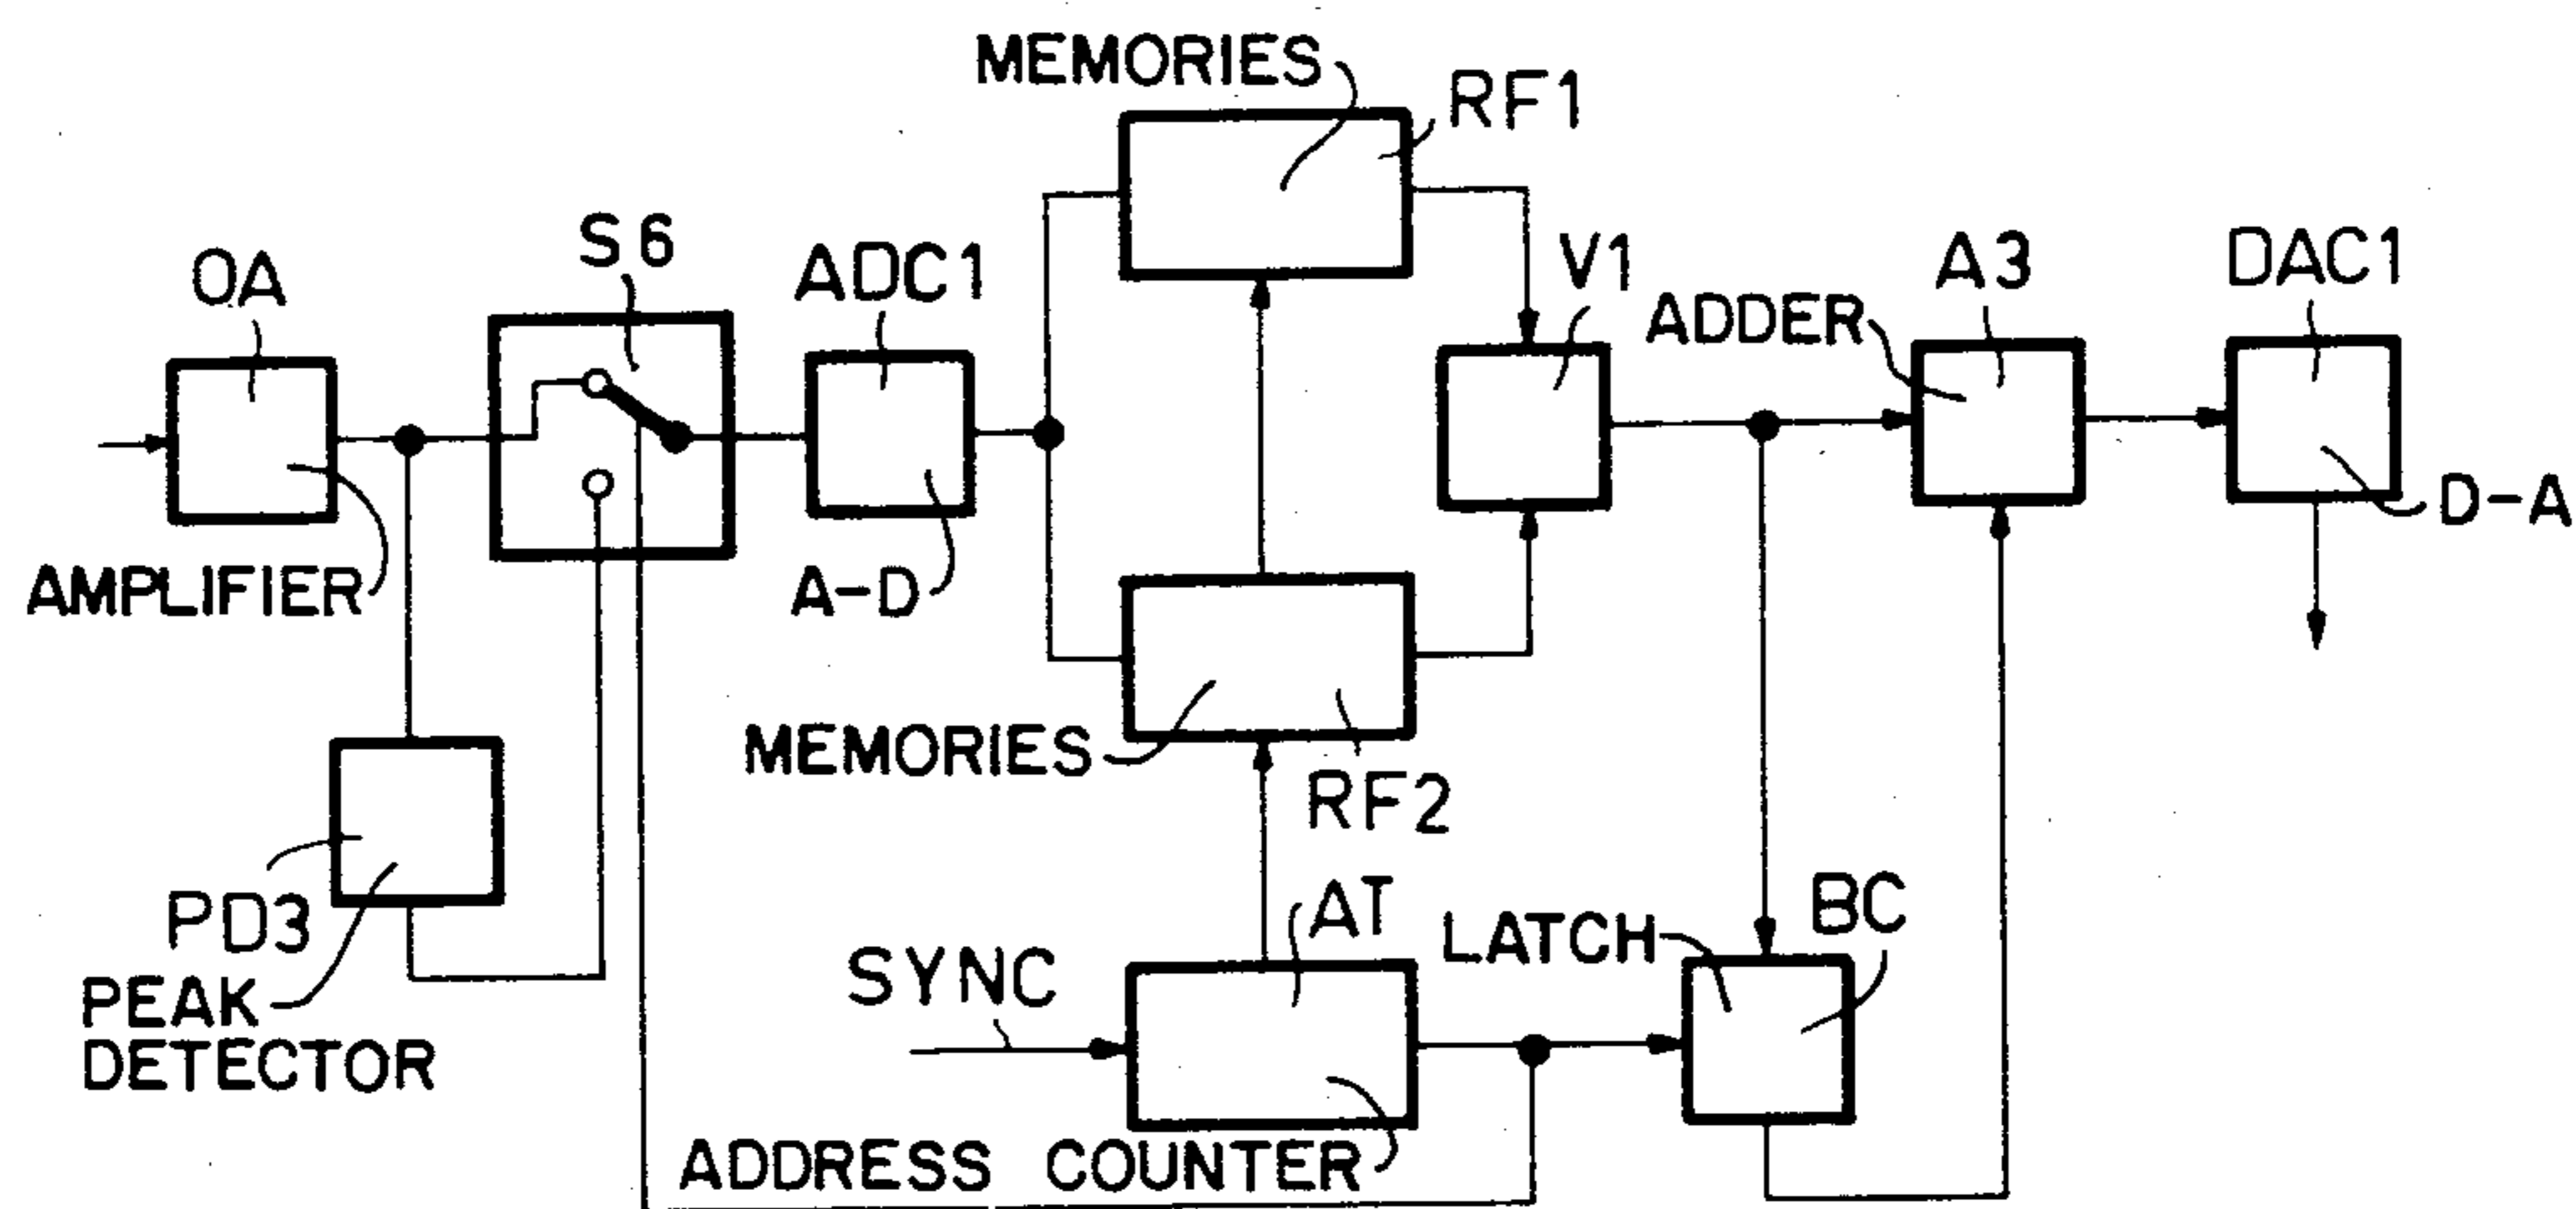 MEMORIES
RF1
OA
S6
ADC1
V1
ADDER
A3
DAC1
D-A
AMPLIFIER
A-D
MEMORIES
RF2
PD3
PEAK
DETECTOR
SYNC
AT
LATCH
BC
ADDRESS COUNTER